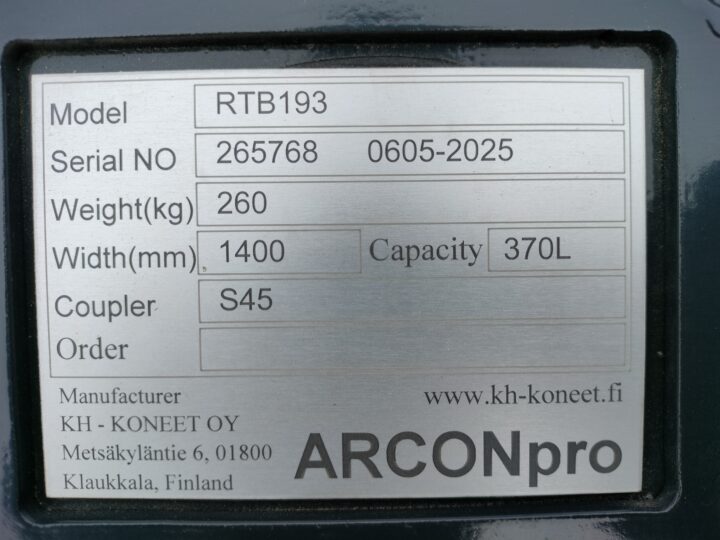 Model RTB193
Serial NO 265768 0605-2025
Weight(kg) 260
Width(mm) 1400 Capacity 370L
Coupler S45
Order
Manufacturer www.kh-koneet.fi
KH - KONEET OY
Metsäkyläntie 6, 01800
Klaukkala, Finland
ARCONpro